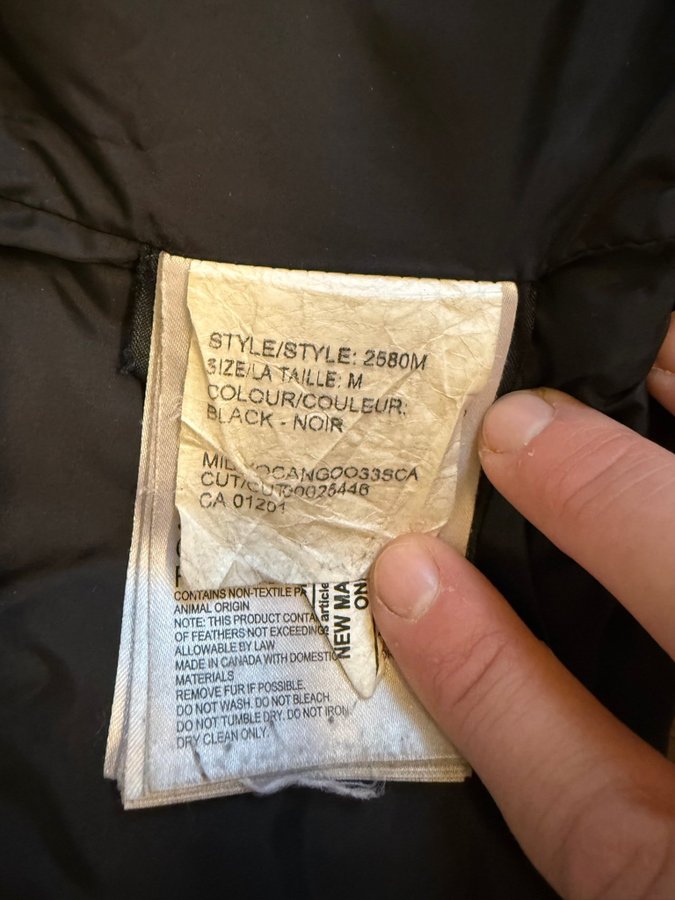 STYLE/STYLE: 2580M
SIZE/LA TAILLE: M
COLOUR/COULEUR:
BLACK - NOIR
CA 01201
CONTAINS NON-TEXTILE
ANIMAL ORIGIN
NOTE: THIS PRODUCT
OF FEATHERS NOT EXCEEDING
ALLOWABLE BY LAW
MADE IN CANADA WITH DOMESTIC
MATERIALS
REMOVE FUR IF POSSIBLE.
DO NOT WASH. DO NOT BLEACH.
DO NOT TUMBLE DRY. DO NOT IRON
DRY CLEAN ONLY.
article
NEW